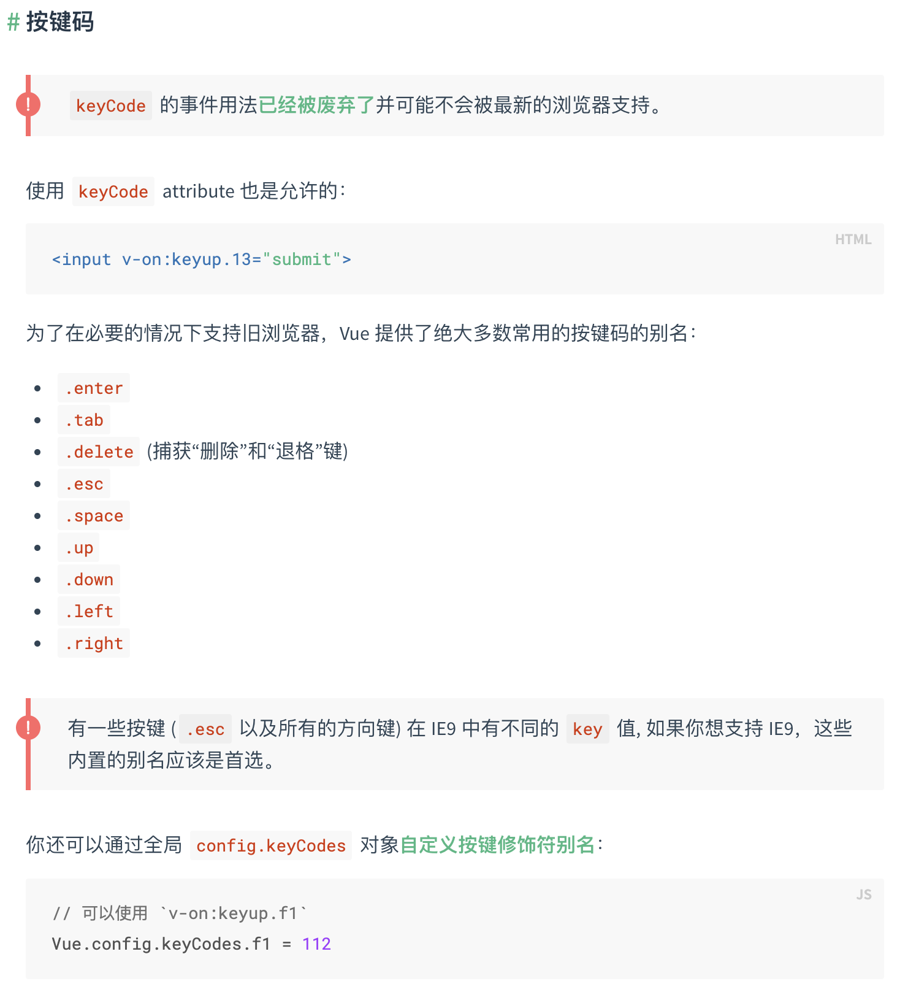 # 按键码
keyCode 的事件用法已经被废弃了并可能不会被最新的浏览器支持。
使用 keyCode attribute 也是允许的：
HTML
<input v-on:keyup.13="submit">
为了在必要的情况下支持旧浏览器，Vue 提供了绝大多数常用的按键码的别名：
.enter
.tab
.delete (捕获“删除”和“退格”键)
.esc
.space
.up
.down
.left
.right
有一些按键 (.esc 以及所有的方向键) 在 IE9 中有不同的 key 值, 如果你想支持 IE9，这些
内置的别名应该是首选。
你还可以通过全局 config.keyCodes 对象自定义按键修饰符别名：
JS
// 可以使用 `v-on:keyup.f1`
Vue.config.keyCodes.f1 = 112